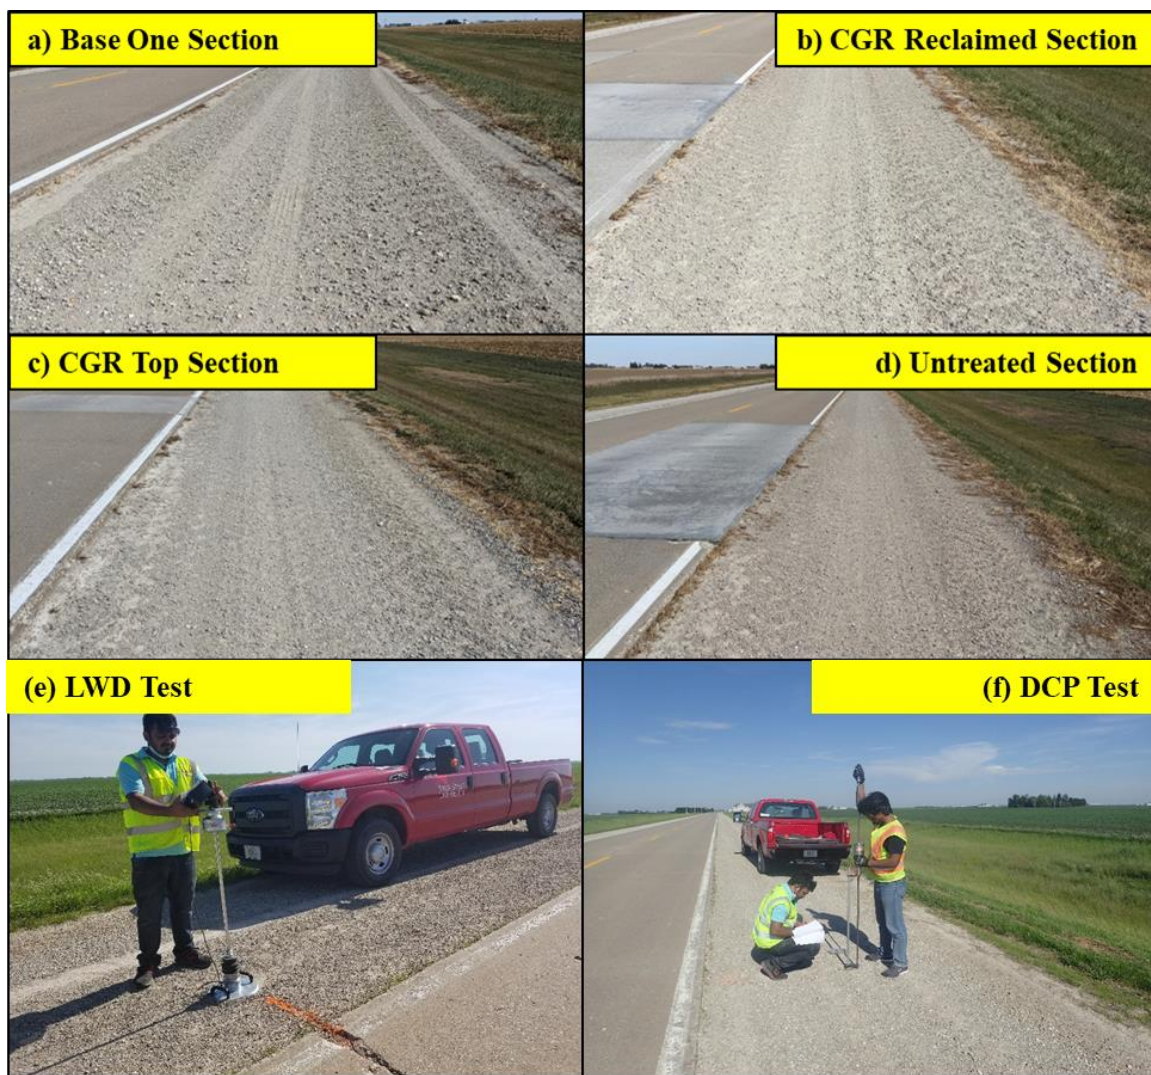 a) Base One Section
b) CGR Reclaimed Section
c) CGR Top Section
d) Untreated Section
(e) LWD Test
(f) DCP Test